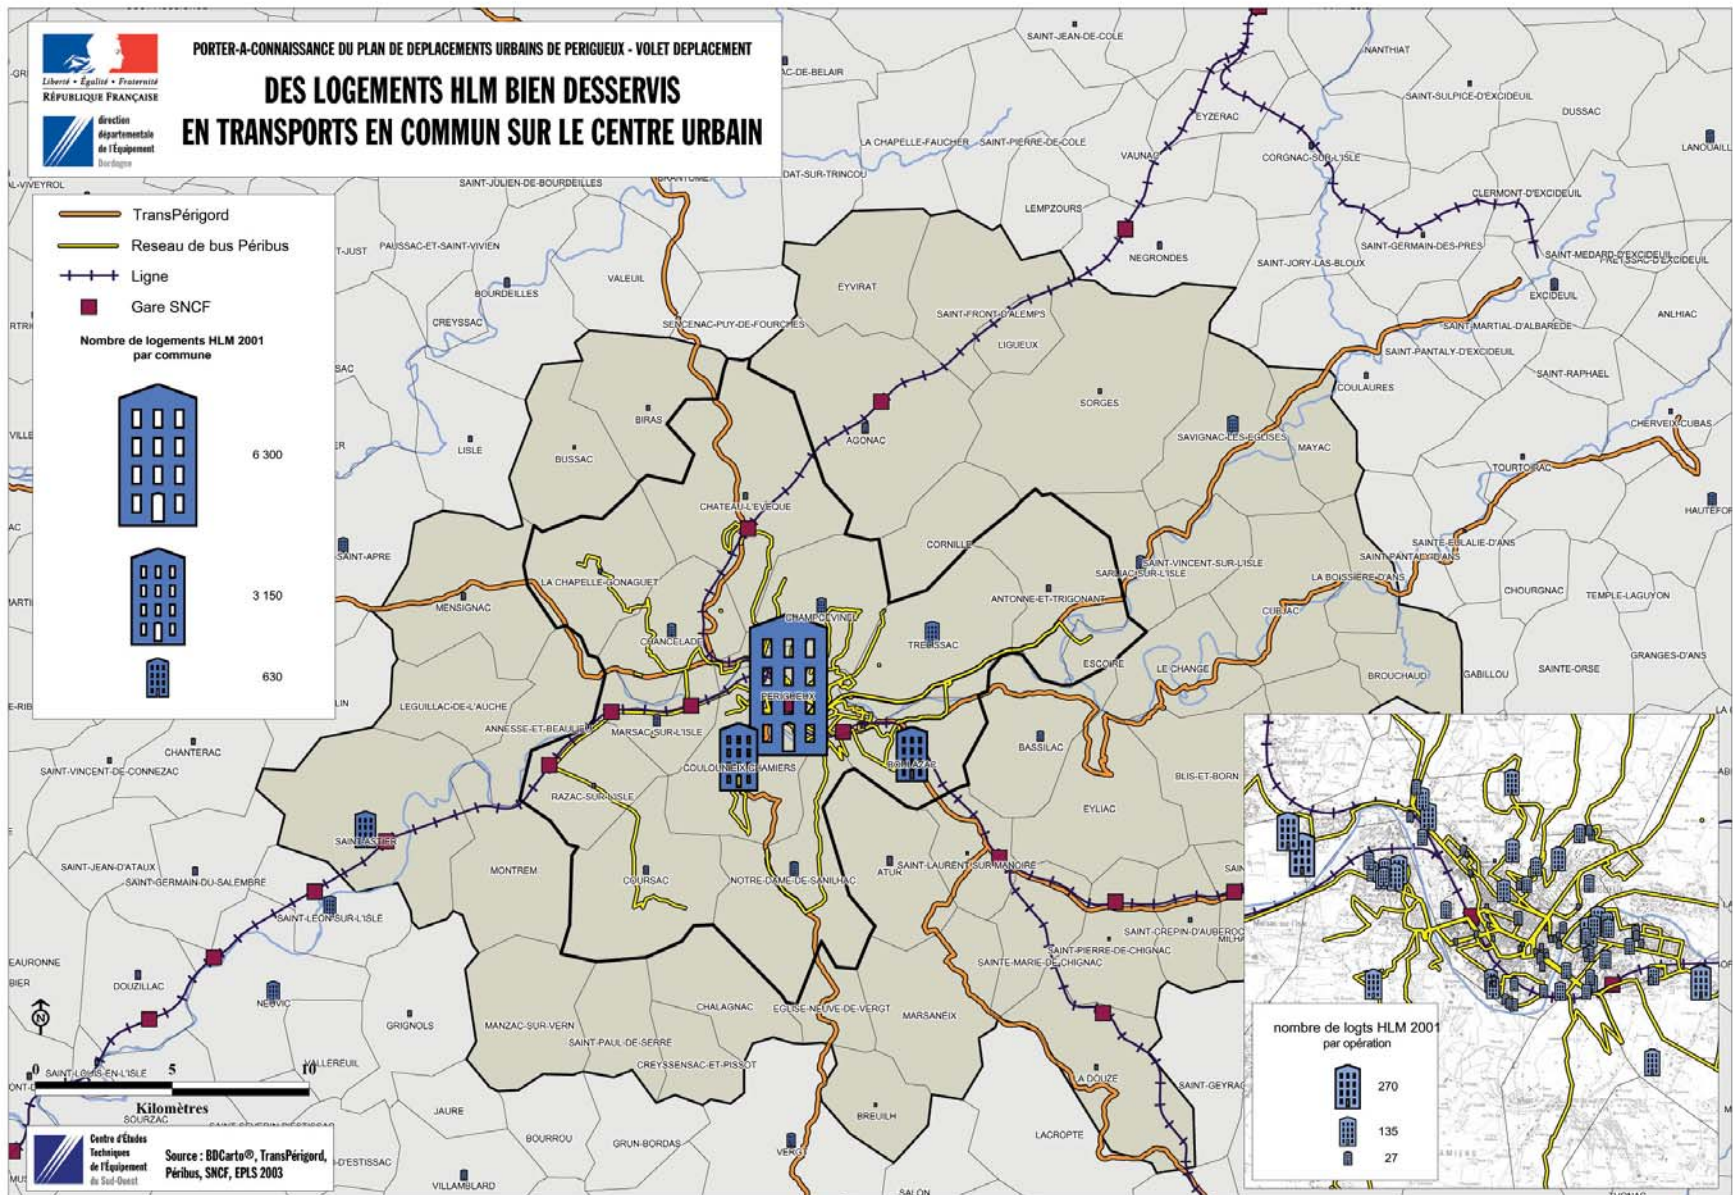 PORTER-A-CONNAISSANCE DU PLAN DE DEPLACEMENTS URBAINS DE PERIGUEUX - VOLET DEPLACEMENT
DES LOGEMENTS HLM BIEN DESSERVIS
EN TRANSPORTS EN COMMUN SUR LE CENTRE URBAIN
Liberté • Égalité • Fraternité
RÉPUBLIQUE FRANÇAISE
direction
départementale
de l'Équipement
Dordogne
TransPérigord
Reseau de bus Péribus
Ligne
Gare SNCF
Nombre de logements HLM 2001
par commune
6 300
3 150
630
SAINT-JEAN-DE-COLE
NANTHIAT
SAINT-SULPICE-D'EXCIDEUIL
DUSSAC
EYZERAC
LA CHAPELLE-FAUCHER
SAINT-PIERRE-DE-COLE
VAUNAC
CORGNAC-SUR-L'ISLE
SAINT-JULIEN-DE-BOURDEILLES
DAT-SUR-TRINCOU
CLERMONT-D'EXCIDEUIL
LEMPZOURS
PAUSSAC-ET-SAINT-VIVIEN
NEGRONDES
SAINT-GERMAIN-DES-PRES
SAINT-JORY-LAS-BLOUX
SAINT-MEDARD-D'EXCIDEUIL
VALEUIL
EYVIRAT
BOURDEILLES
EXCIDEUIL
CREYSSAC
SENCENAC-PUY-DE-FOURCHES
SAINT-FRONT-D'ALEMPS
SAINT-MARTIAL-D'ALBAREDE
ANLHIAC
LIGUEUX
SAINT-PANTALY-D'EXCIDEUIL
SAINT-RAPHAEL
COULAURES
SORGES
BIRAS
CHERVEIX-CUBAS
AGONAC
SAVIGNAC-LES-EGLISES
LISLE
BUSSAC
MAYAC
TOURTOIRAC
CHATEAU-L'EVEQUE
CORNILLE
SAINTE-EULALIE-D'ANS
SAINT-PANTALY-D'ANS
SAINT-APRE
SAINT-VINCENT-SUR-L'ISLE
SARLIAC-SUR-L'ISLE
LA BOISSIERE-D'ANS
LA CHAPELLE-GONAGUET
CHOURGNAC
TEMPLE-LAGUYON
ANTONNE-ET-TRIGONANT
MENSIGNAC
CUBJAC
CHAMPCEVINEL
CHANCELADE
TRELISSAC
GRANGES-D'ANS
ESCOIRE
LE CHANGE
SAINTE-ORSE
BROUCHAUD
GABILLOU
PERIGUEUX
LEGUILLAC-DE-L'AUCHE
ANNESSE-ET-BEAULIEU
MARSAC-SUR-L'ISLE
CHANTERAC
BASSILAC
SAINT-VINCENT-DE-CONNEZAC
COULOUNIEIX CHAMIERS
BOULAZAC
BLIS-ET-BORN
RAZAC-SUR-L'ISLE
EYLIAC
SAINT-ASTIER
SAINT-JEAN-D'ATAUX
SAINT-GERMAIN-DU-SALEMBRE
MONTREM
COURSAC
NOTRE-DAME-DE-SANILHAC
ATUR
SAINT-LAURENT-SUR-MANOIRE
SAINT-LEON-SUR-L'ISLE
SAINT-CREPIN-D'AUBEROC
SAINT-PIERRE-DE-CHIGNAC
SAINTE-MARIE-DE-CHIGNAC
DOUZILLAC
NEUVIC
CHALAGNAC
EGLISE-NEUVE-DE-VERGT
MARSANEIX
GRIGNOLS
MANZAC-SUR-VERN
SAINT-PAUL-DE-SERRE
VALLEREUIL
CREYSSENSAC-ET-PISSOT
SAINT-LOUIS-EN-L'ISLE
LA DOUZE
SAINT-GEYRAC
JAURE
SOURZAC
BREUILH
BOURROU
GRUN-BORDAS
LACROPTE
VERGT
VILLAMBLARD
SALON
N
0 5 10
Kilomètres
nombre de logts HLM 2001
par opération
270
135
27
Centre d'Études
Techniques
de l'Équipement
du Sud-Ouest
Source : BDCarto®, TransPérigord,
Péribus, SNCF, EPLS 2003